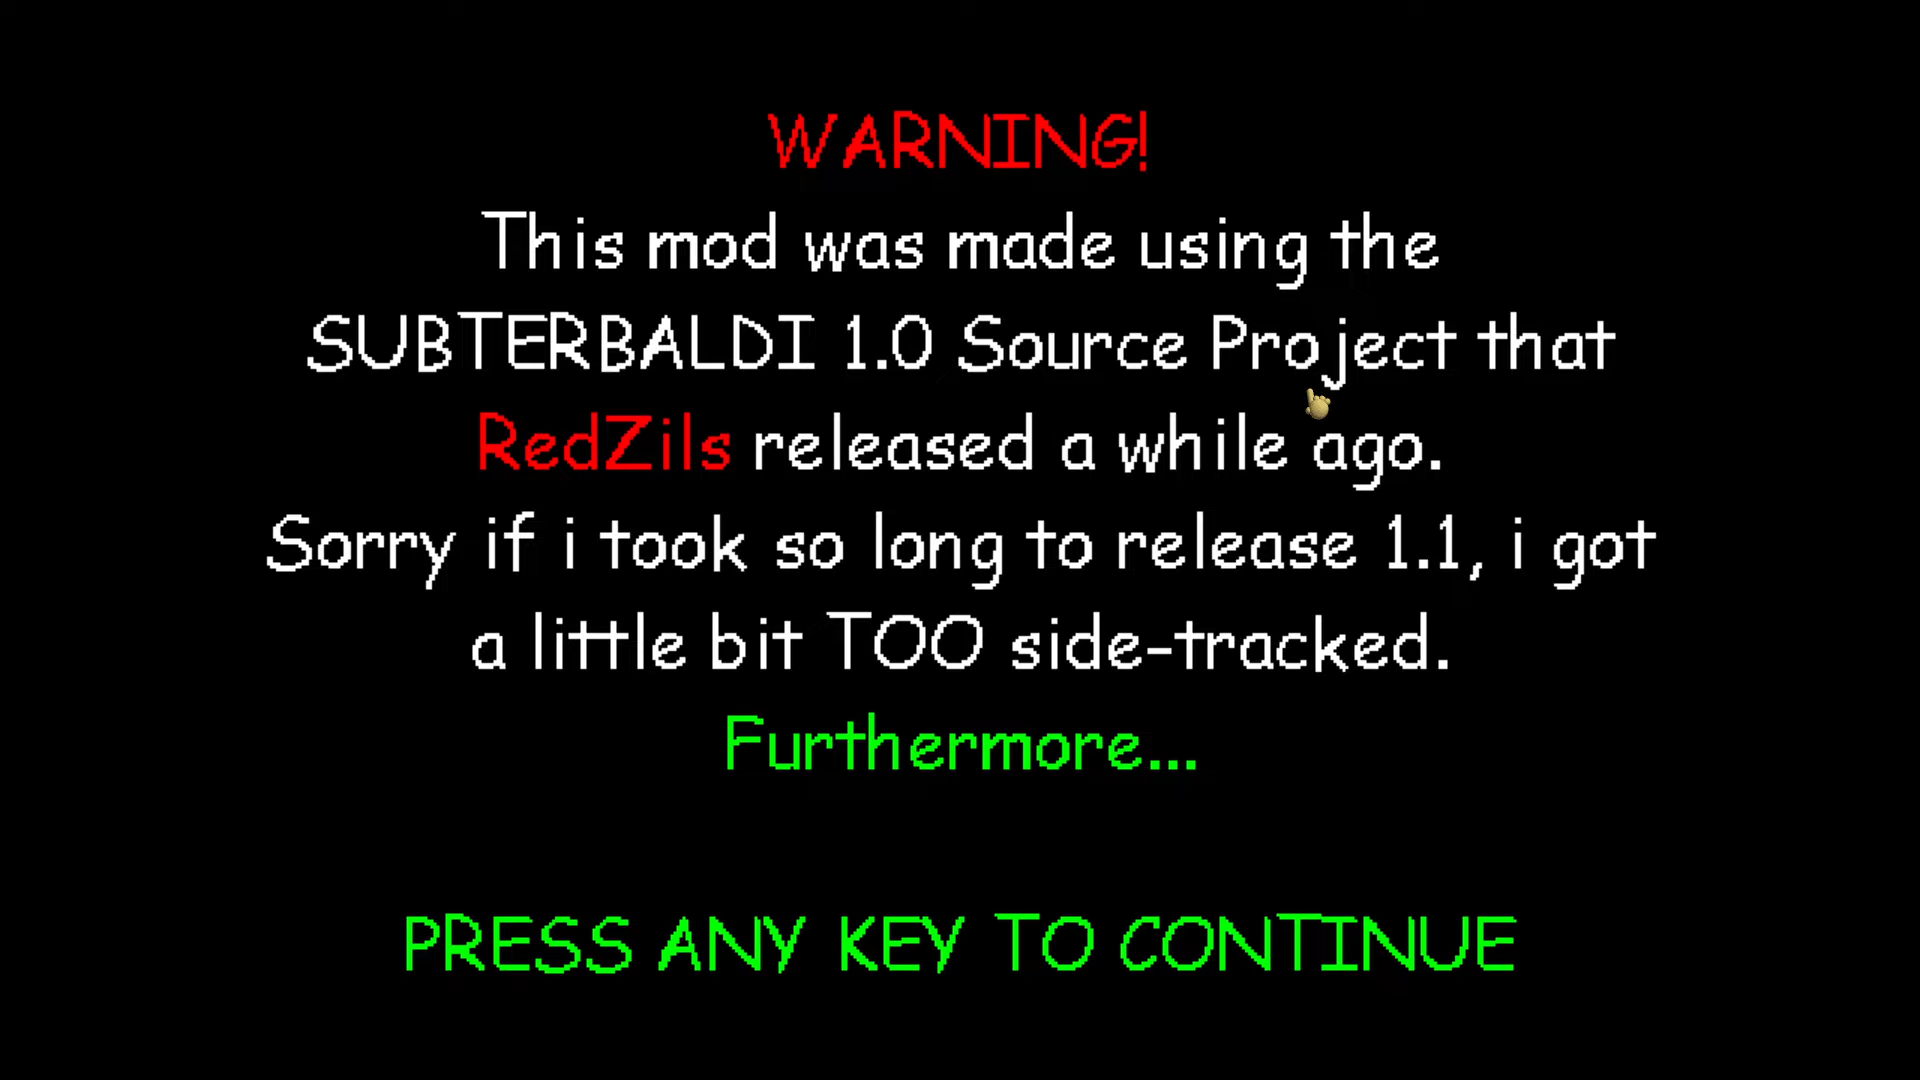 WARNING!
This mod was made using the
SUBTERBALDI 1.0 Source Project that
RedZils released a while ago.
Sorry if i took so long to release 1.1, i got
a little bit TOO side-tracked.
Furthermore...
PRESS ANY KEY TO CONTINUE